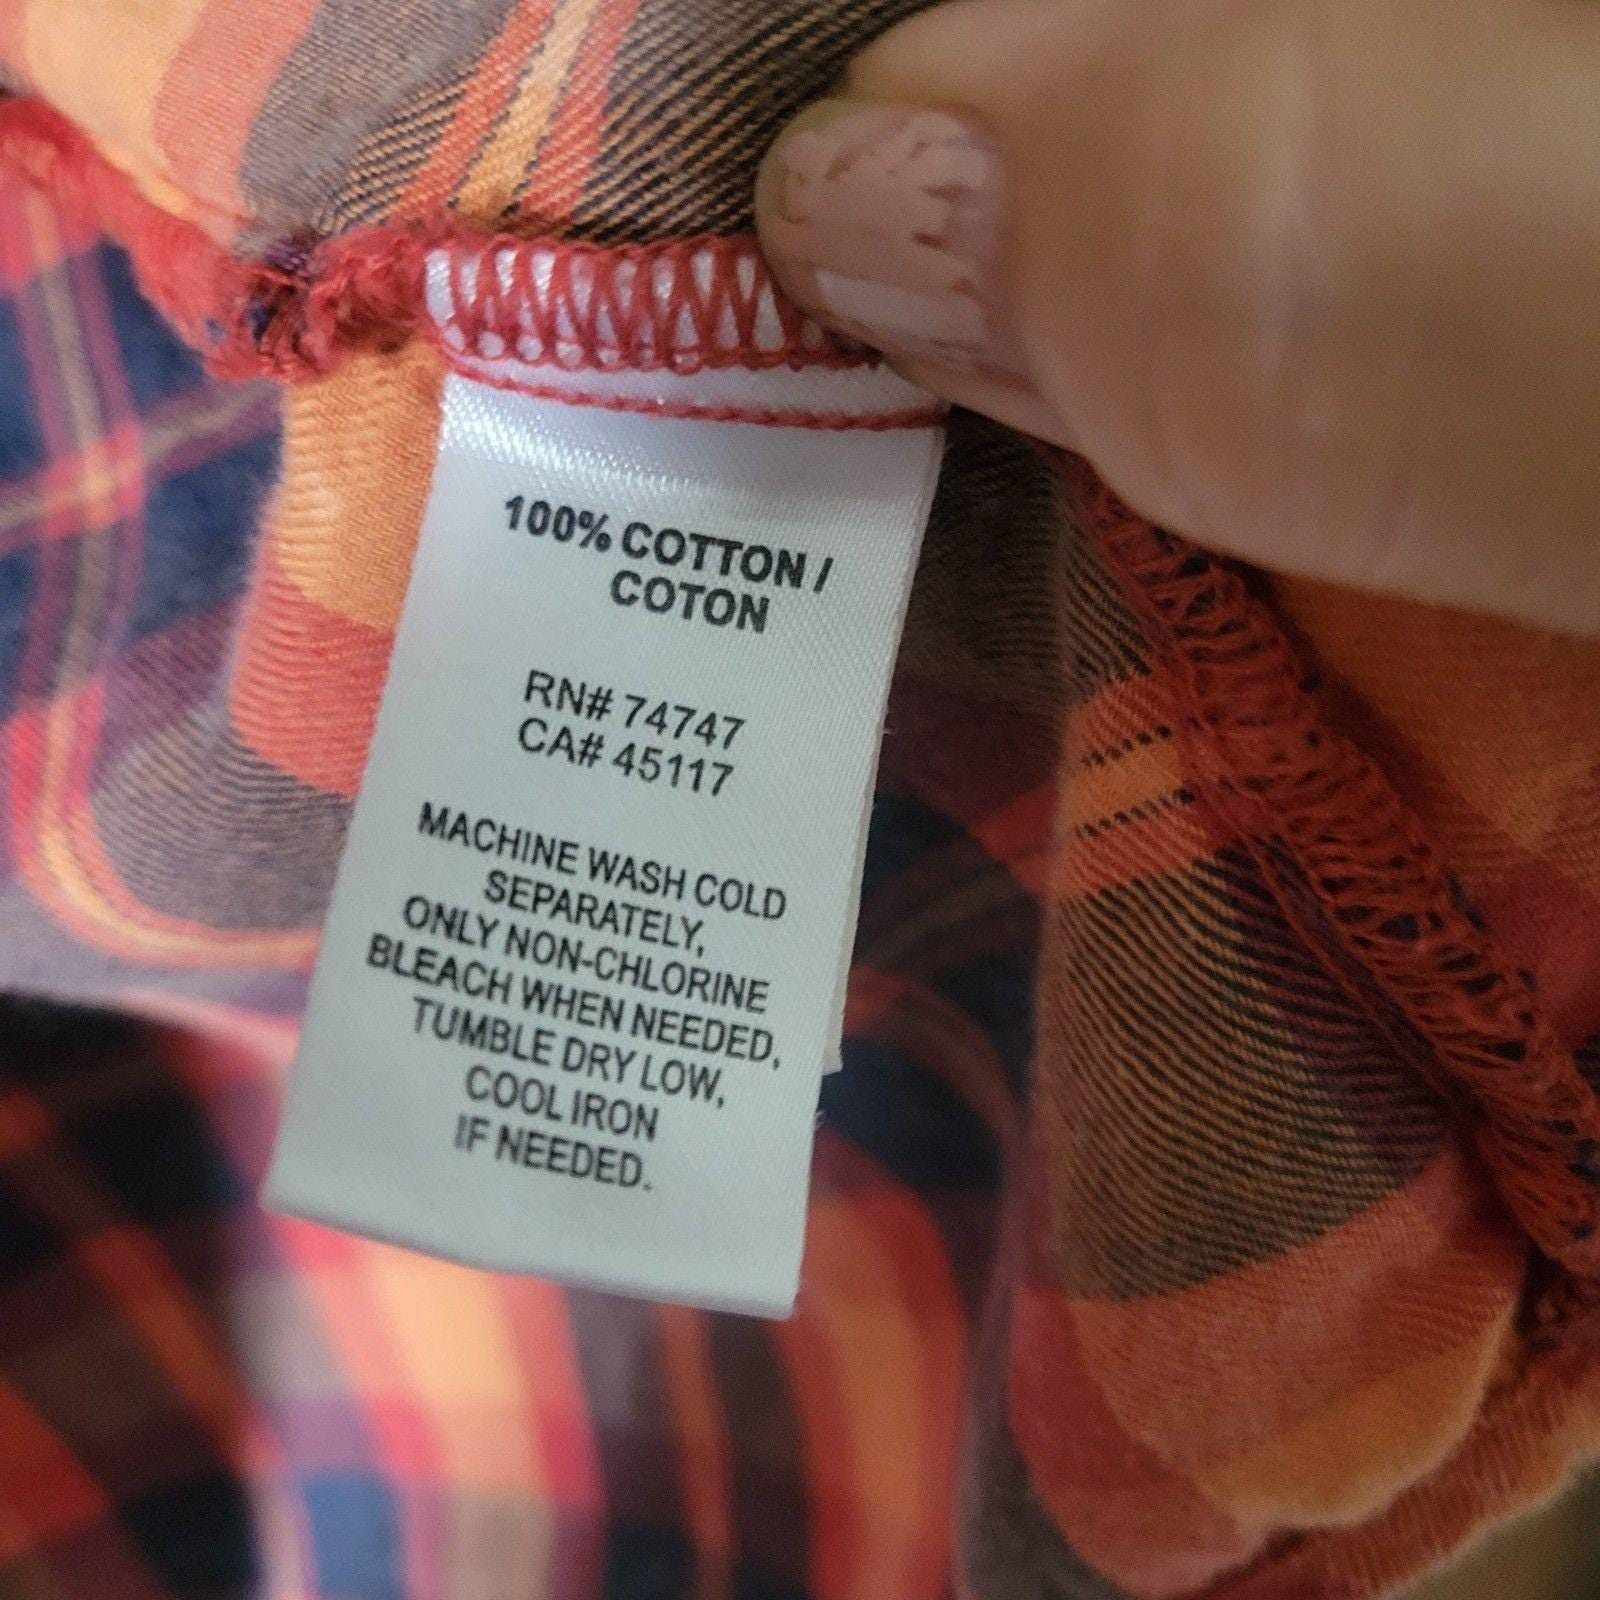 100% COTTON /
COTON
RN# 74747
CA# 45117
MACHINE WASH COLD
SEPARATELY,
ONLY NON-CHLORINE
BLEACH WHEN NEEDED,
TUMBLE DRY LOW,
COOL IRON
IF NEEDED.